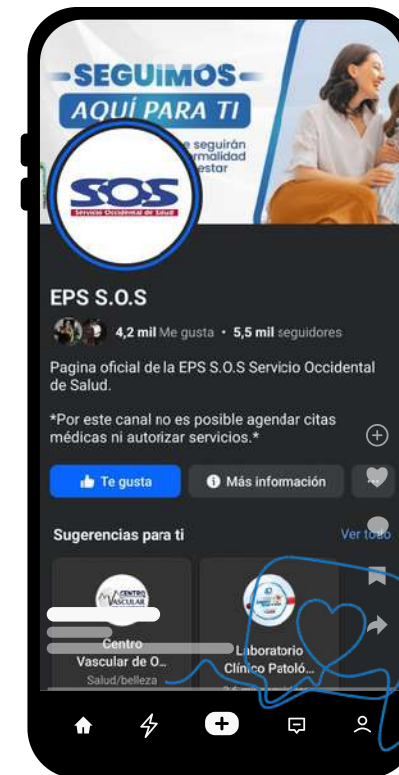 SEGUIMOS
AQUÍ PARA TI
e seguirán
rmalidad
estar
SOS
Servicio Occidental de Salud
EPS S.O.S
4,2 mil Me gusta • 5,5 mil seguidores
Pagina oficial de la EPS S.O.S Servicio Occidental
de Salud.
*Por este canal no es posible agendar citas
médicas ni autorizar servicios.*
Te gusta
Más información
Sugerencias para ti
Ver todo
CENTRO
VASCULAR
Centro
Vascular de O...
Salud/belleza
Laboratorio
Clínico Patoló...